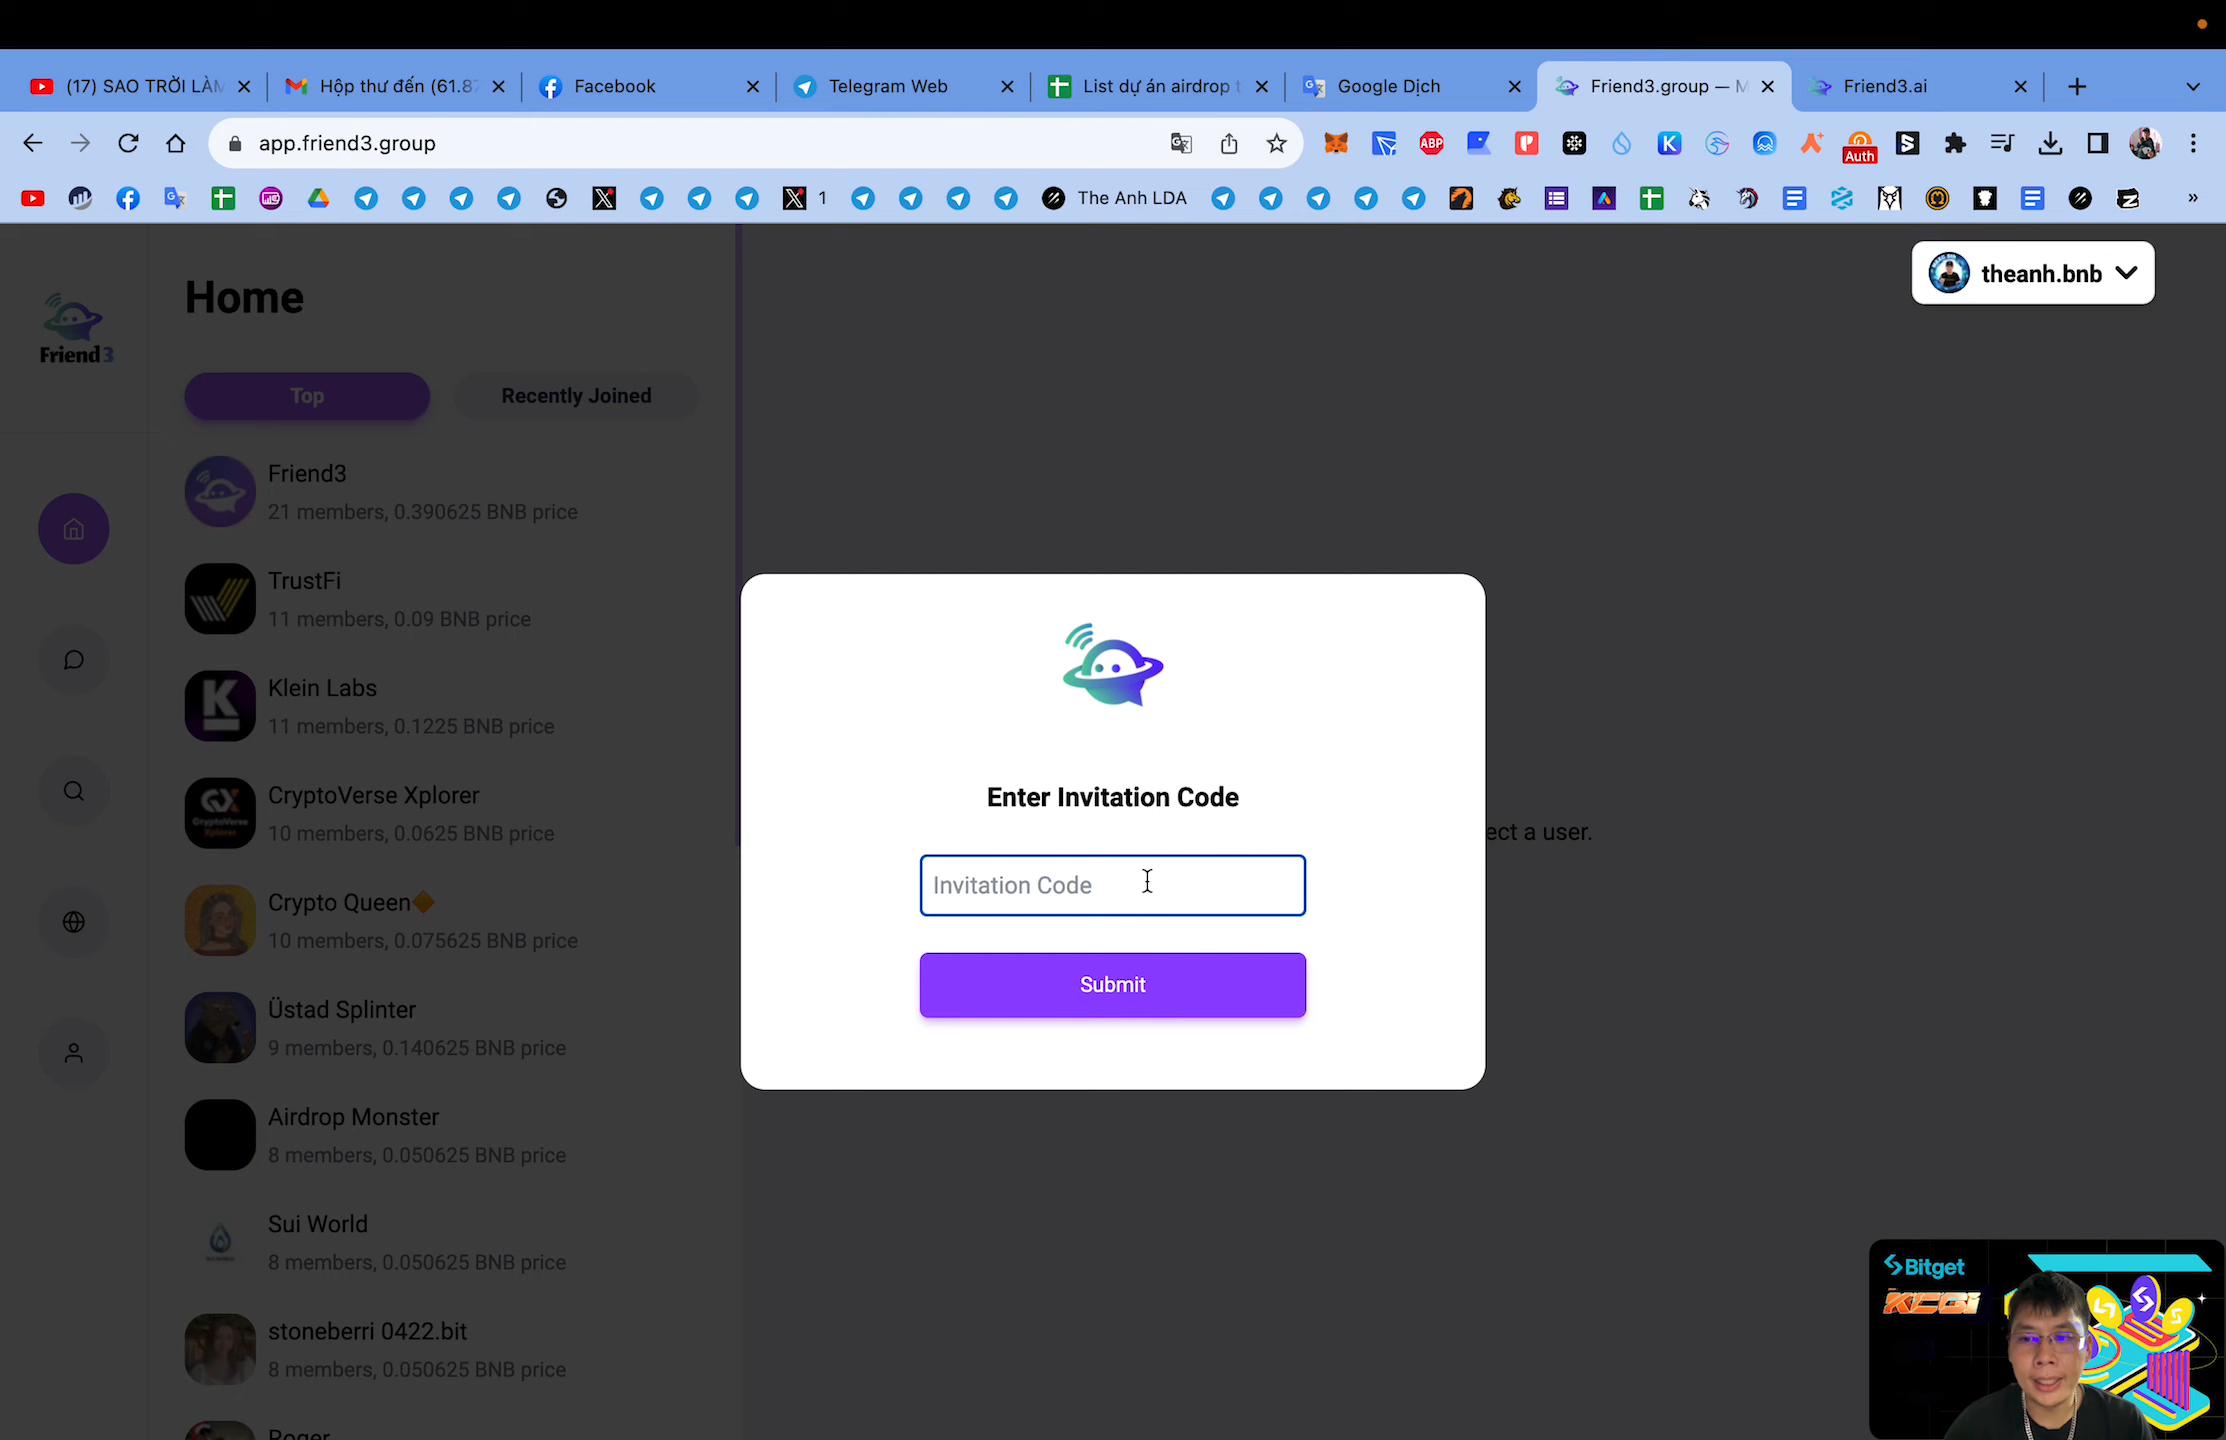 (17) SAO TRỜI LÀM
Hộp thư đến (61.87
Facebook
Telegram Web
List dự án airdrop t
Google Dịch
Friend3.group — M
Friend3.ai
app.friend3.group
ABP
Auth
1
The Anh LDA
»
theanh.bnb
Friend3
Home
Top
Recently Joined
Friend3
21 members, 0.390625 BNB price
TrustFi
11 members, 0.09 BNB price
Klein Labs
11 members, 0.1225 BNB price
CryptoVerse Xplorer
10 members, 0.0625 BNB price
Crypto Queen
10 members, 0.075625 BNB price
Üstad Splinter
9 members, 0.140625 BNB price
Airdrop Monster
8 members, 0.050625 BNB price
Sui World
8 members, 0.050625 BNB price
stoneberri 0422.bit
8 members, 0.050625 BNB price
Roger
Enter Invitation Code
Invitation Code
Submit
ect a user.
Bitget
KCGI